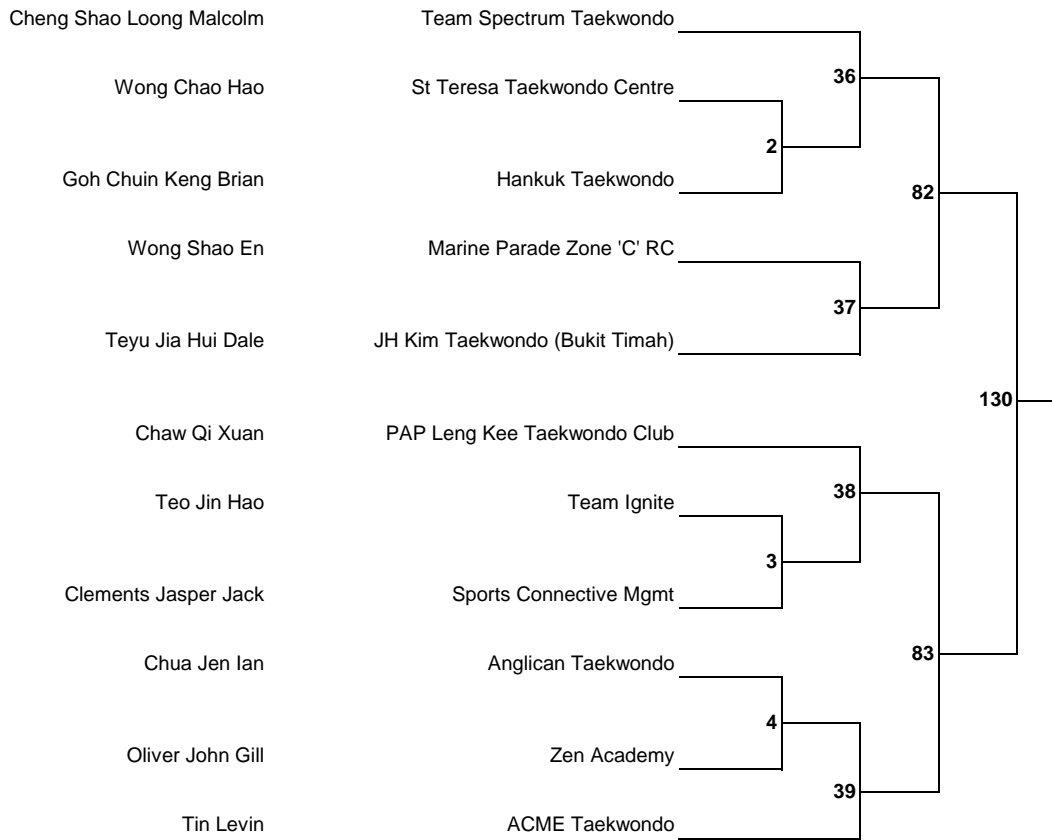 Cheng Shao Loong Malcolm Team Spectrum Taekwondo
36
Wong Chao Hao St Teresa Taekwondo Centre
2
Goh Chuin Keng Brian Hankuk Taekwondo
82
Wong Shao En Marine Parade Zone 'C' RC
37
Teyu Jia Hui Dale JH Kim Taekwondo (Bukit Timah)
130
Chaw Qi Xuan PAP Leng Kee Taekwondo Club
38
Teo Jin Hao Team Ignite
3
Clements Jasper Jack Sports Connective Mgmt
83
Chua Jen Ian Anglican Taekwondo
4
Oliver John Gill Zen Academy
39
Tin Levin ACME Taekwondo